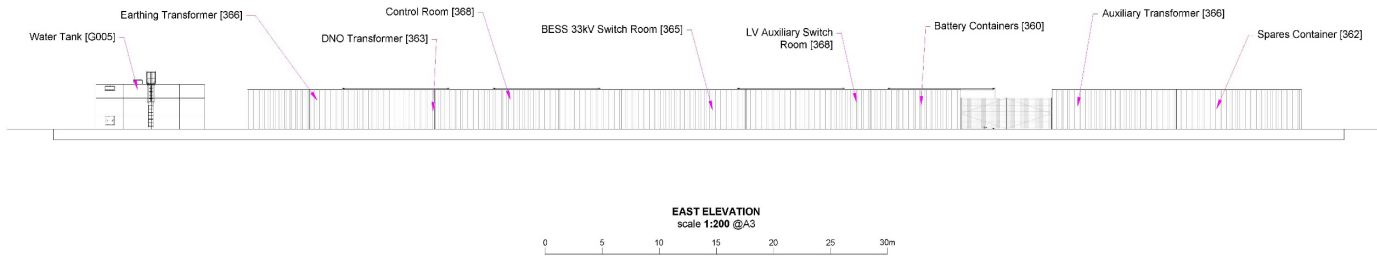 Water Tank [G005]
Earthing Transformer [366]
DNO Transformer [363]
Control Room [368]
BESS 33kV Switch Room [365]
LV Auxiliary Switch
Room [368]
Battery Containers [360]
Auxiliary Transformer [366]
Spares Container [362]
EAST ELEVATION
scale 1:200 @A3
0 5 10 15 20 25 30m